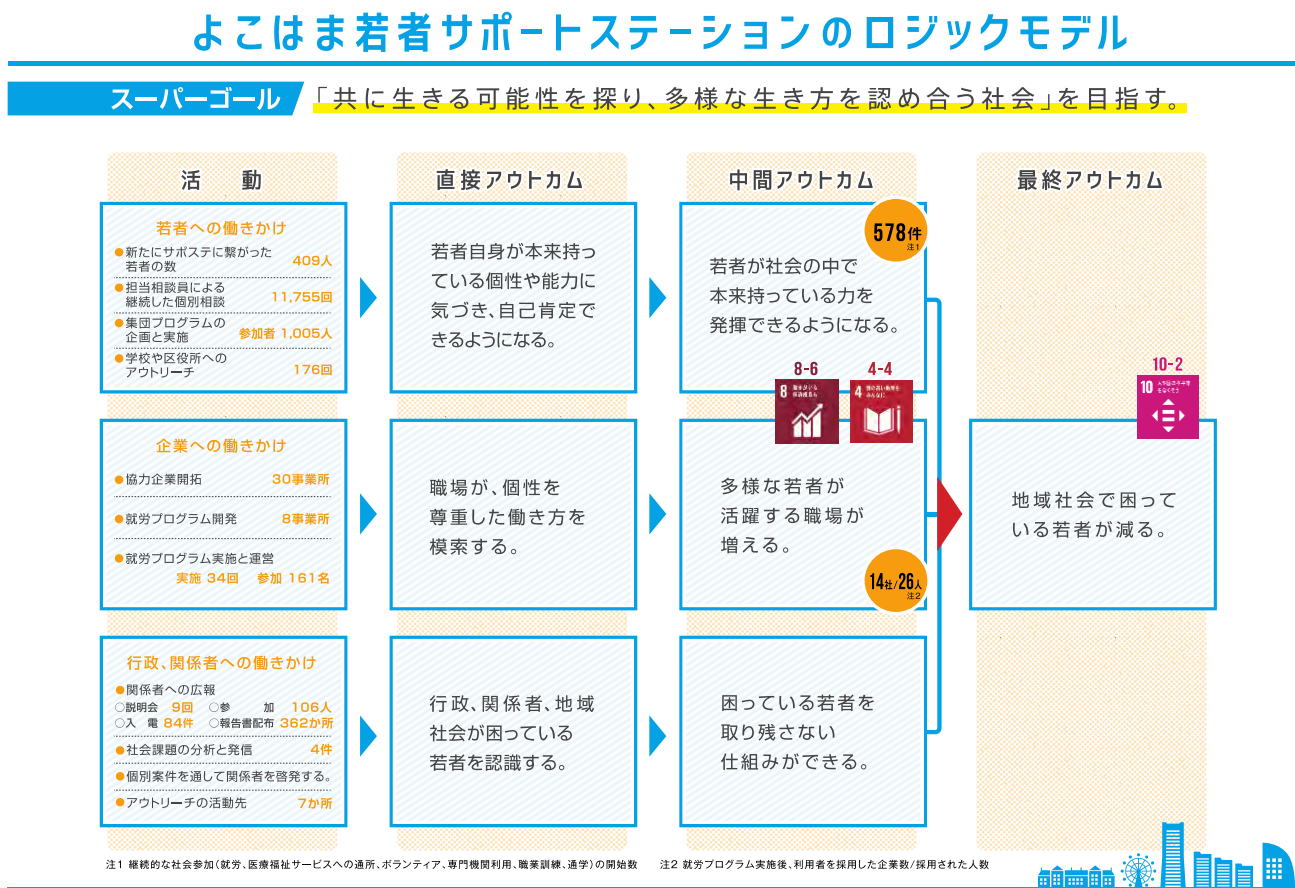 よこはま若者サポートステーションのロジックモデル
スーパーゴール
「共に生きる可能性を探り、多様な生き方を認め合う社会」を目指す。
活 動
直接アウトカム
中間アウトカム
最終アウトカム
若者への働きかけ
●新たにサポステに繋がった
若者の数
409人
●担当相談員による
継続した個別相談
11,755回
●集団プログラムの
企画と実施
参加者 1,005人
●学校や区役所への
アウトリーチ
176回
若者自身が本来持っ
ている個性や能力に
気づき、自己肯定で
きるようになる。
578件
注1
若者が社会の中で
本来持っている力を
発揮できるようになる。
8-6
4-4
10-2
8
4
10
企業への働きかけ
●協力企業開拓 30事業所
●就労プログラム開発 8事業所
●就労プログラム実施と運営
実施 34回 参加 161名
職場が、個性を
尊重した働き方を
模索する。
多様な若者が
活躍する職場が
増える。
14社/26人
注2
地域社会で困って
いる若者が減る。
行政、関係者への働きかけ
●関係者への広報
○説明会 9回 ○参 加 106人
○入 電 84件 ○報告書配布 362か所
●社会課題の分析と発信 4件
●個別案件を通して関係者を啓発する。
●アウトリーチの活動先 7か所
行政、関係者、地域
社会が困っている
若者を認識する。
困っている若者を
取り残さない
仕組みができる。
注1 継続的な社会参加(就労、医療福祉サービスへの通所、ボランティア、専門機関利用、職業訓練、通学)の開始数
注2 就労プログラム実施後、利用者を採用した企業数/採用された人数